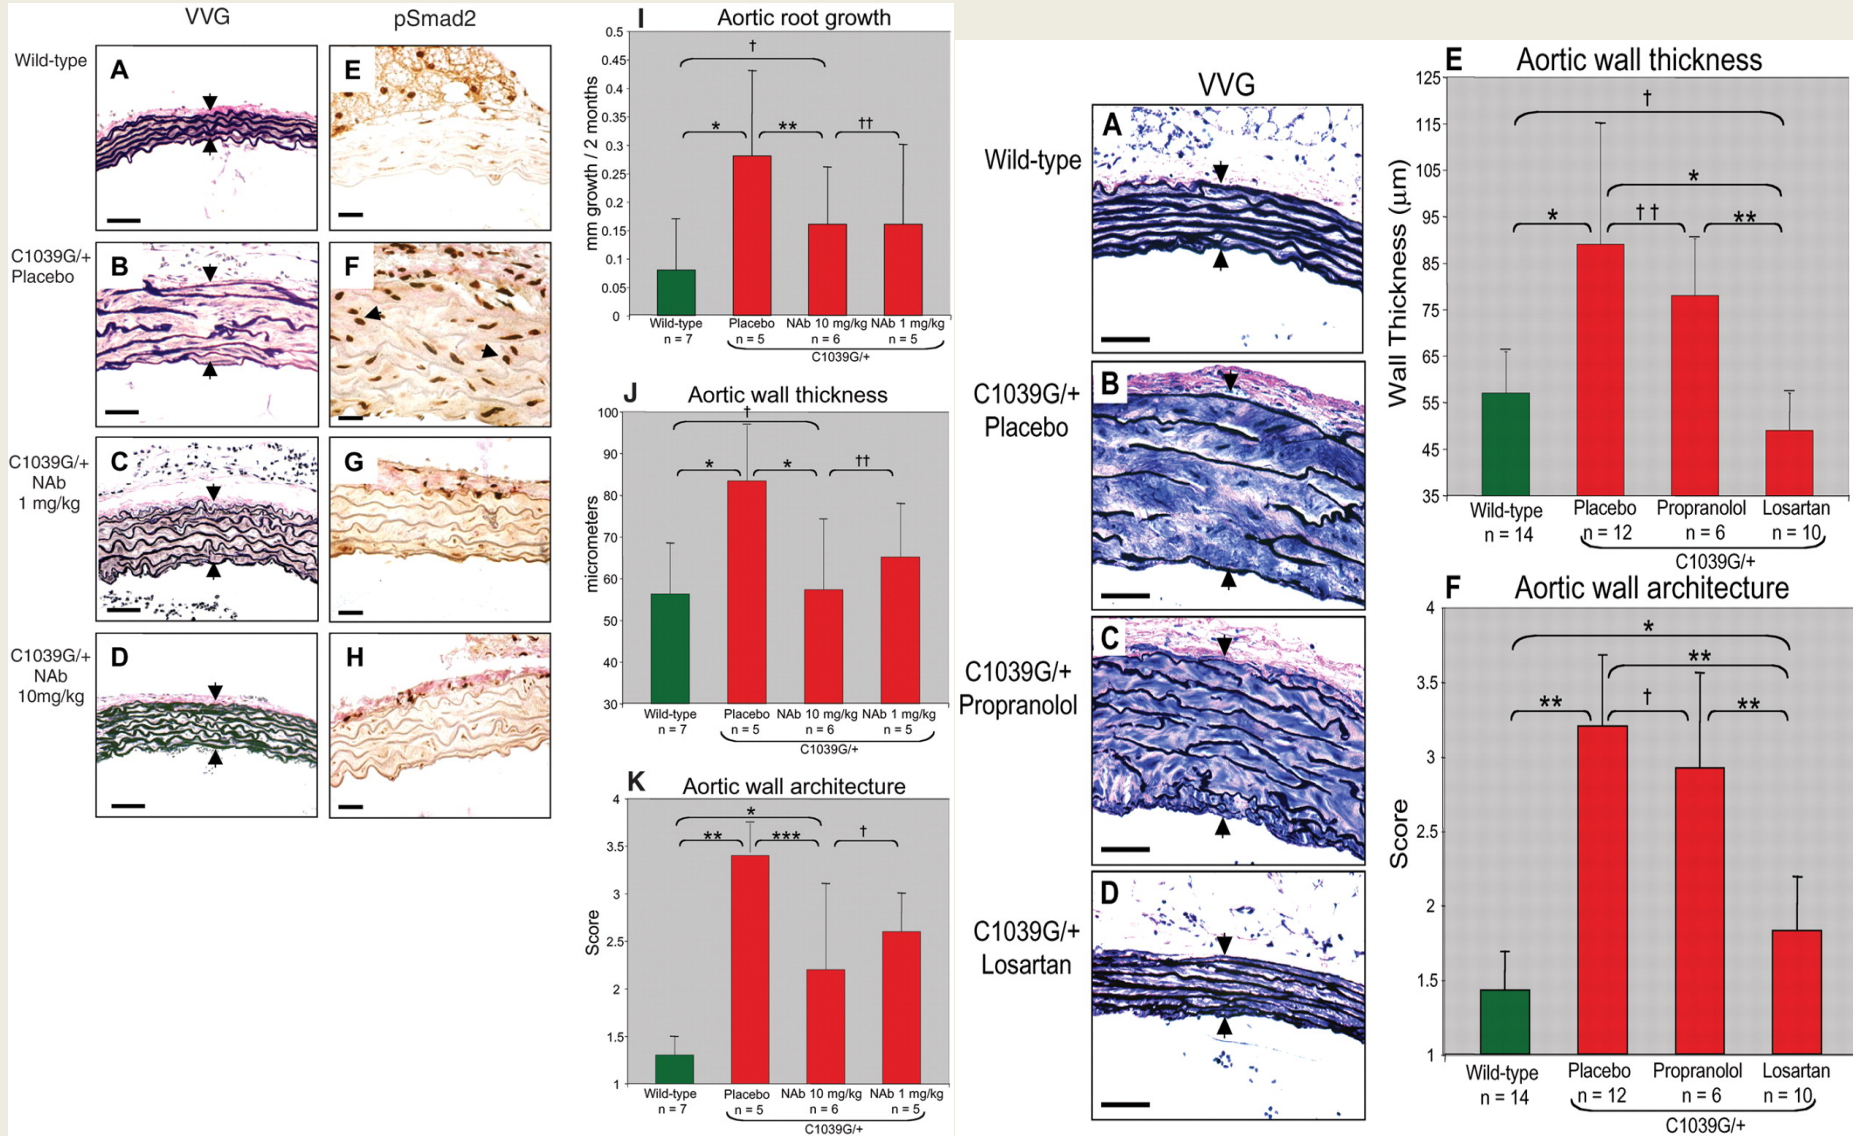 VVG
pSmad2
Wild-type
A
E
C1039G/+
Placebo
B
F
C1039G/+
NAb
1 mg/kg
C
G
C1039G/+
NAb
10mg/kg
D
H
I
Aortic root growth
mm growth / 2 months
0.5
0.45
0.4
0.35
0.3
0.25
0.2
0.15
0.1
0.05
0
†
*
**
††
Wild-type
n = 7
Placebo
n = 5
NAb 10 mg/kg
n = 6
NAb 1 mg/kg
n = 5
C1039G/+
J
Aortic wall thickness
micrometers
100
90
80
70
60
50
40
30
†
*
*
††
Wild-type
n = 7
Placebo
n = 5
NAb 10 mg/kg
n = 6
NAb 1 mg/kg
n = 5
C1039G/+
K
Aortic wall architecture
Score
4
3.5
3
2.5
2
1.5
1
*
**
***
†
Wild-type
n = 7
Placebo
n = 5
NAb 10 mg/kg
n = 6
NAb 1 mg/kg
n = 5
C1039G/+
VVG
Wild-type
A
C1039G/+
Placebo
B
C1039G/+
Propranolol
C
C1039G/+
Losartan
D
E
Aortic wall thickness
Wall Thickness (µm)
125
115
105
95
85
75
65
55
45
35
†
*
*
††
**
Wild-type
n = 14
Placebo
n = 12
Propranolol
n = 6
Losartan
n = 10
C1039G/+
F
Aortic wall architecture
Score
4
3.5
3
2.5
2
1.5
1
*
**
**
†
**
Wild-type
n = 14
Placebo
n = 12
Propranolol
n = 6
Losartan
n = 10
C1039G/+